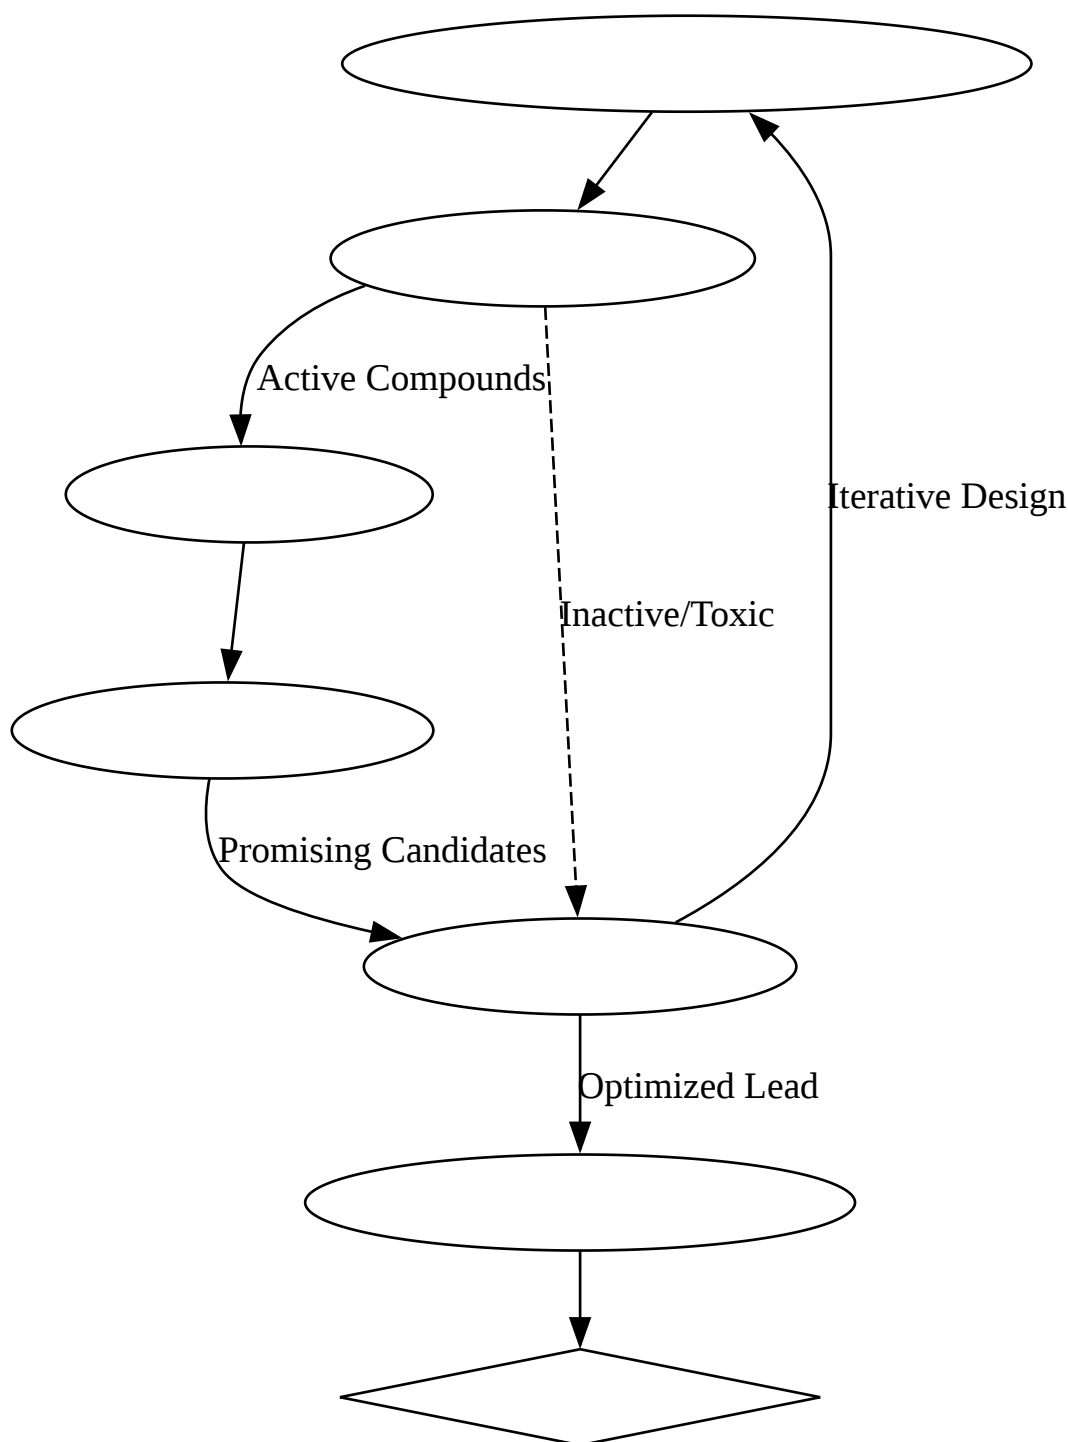 Active Compounds
Iterative Design
Inactive/Toxic
Promising Candidates
Optimized Lead